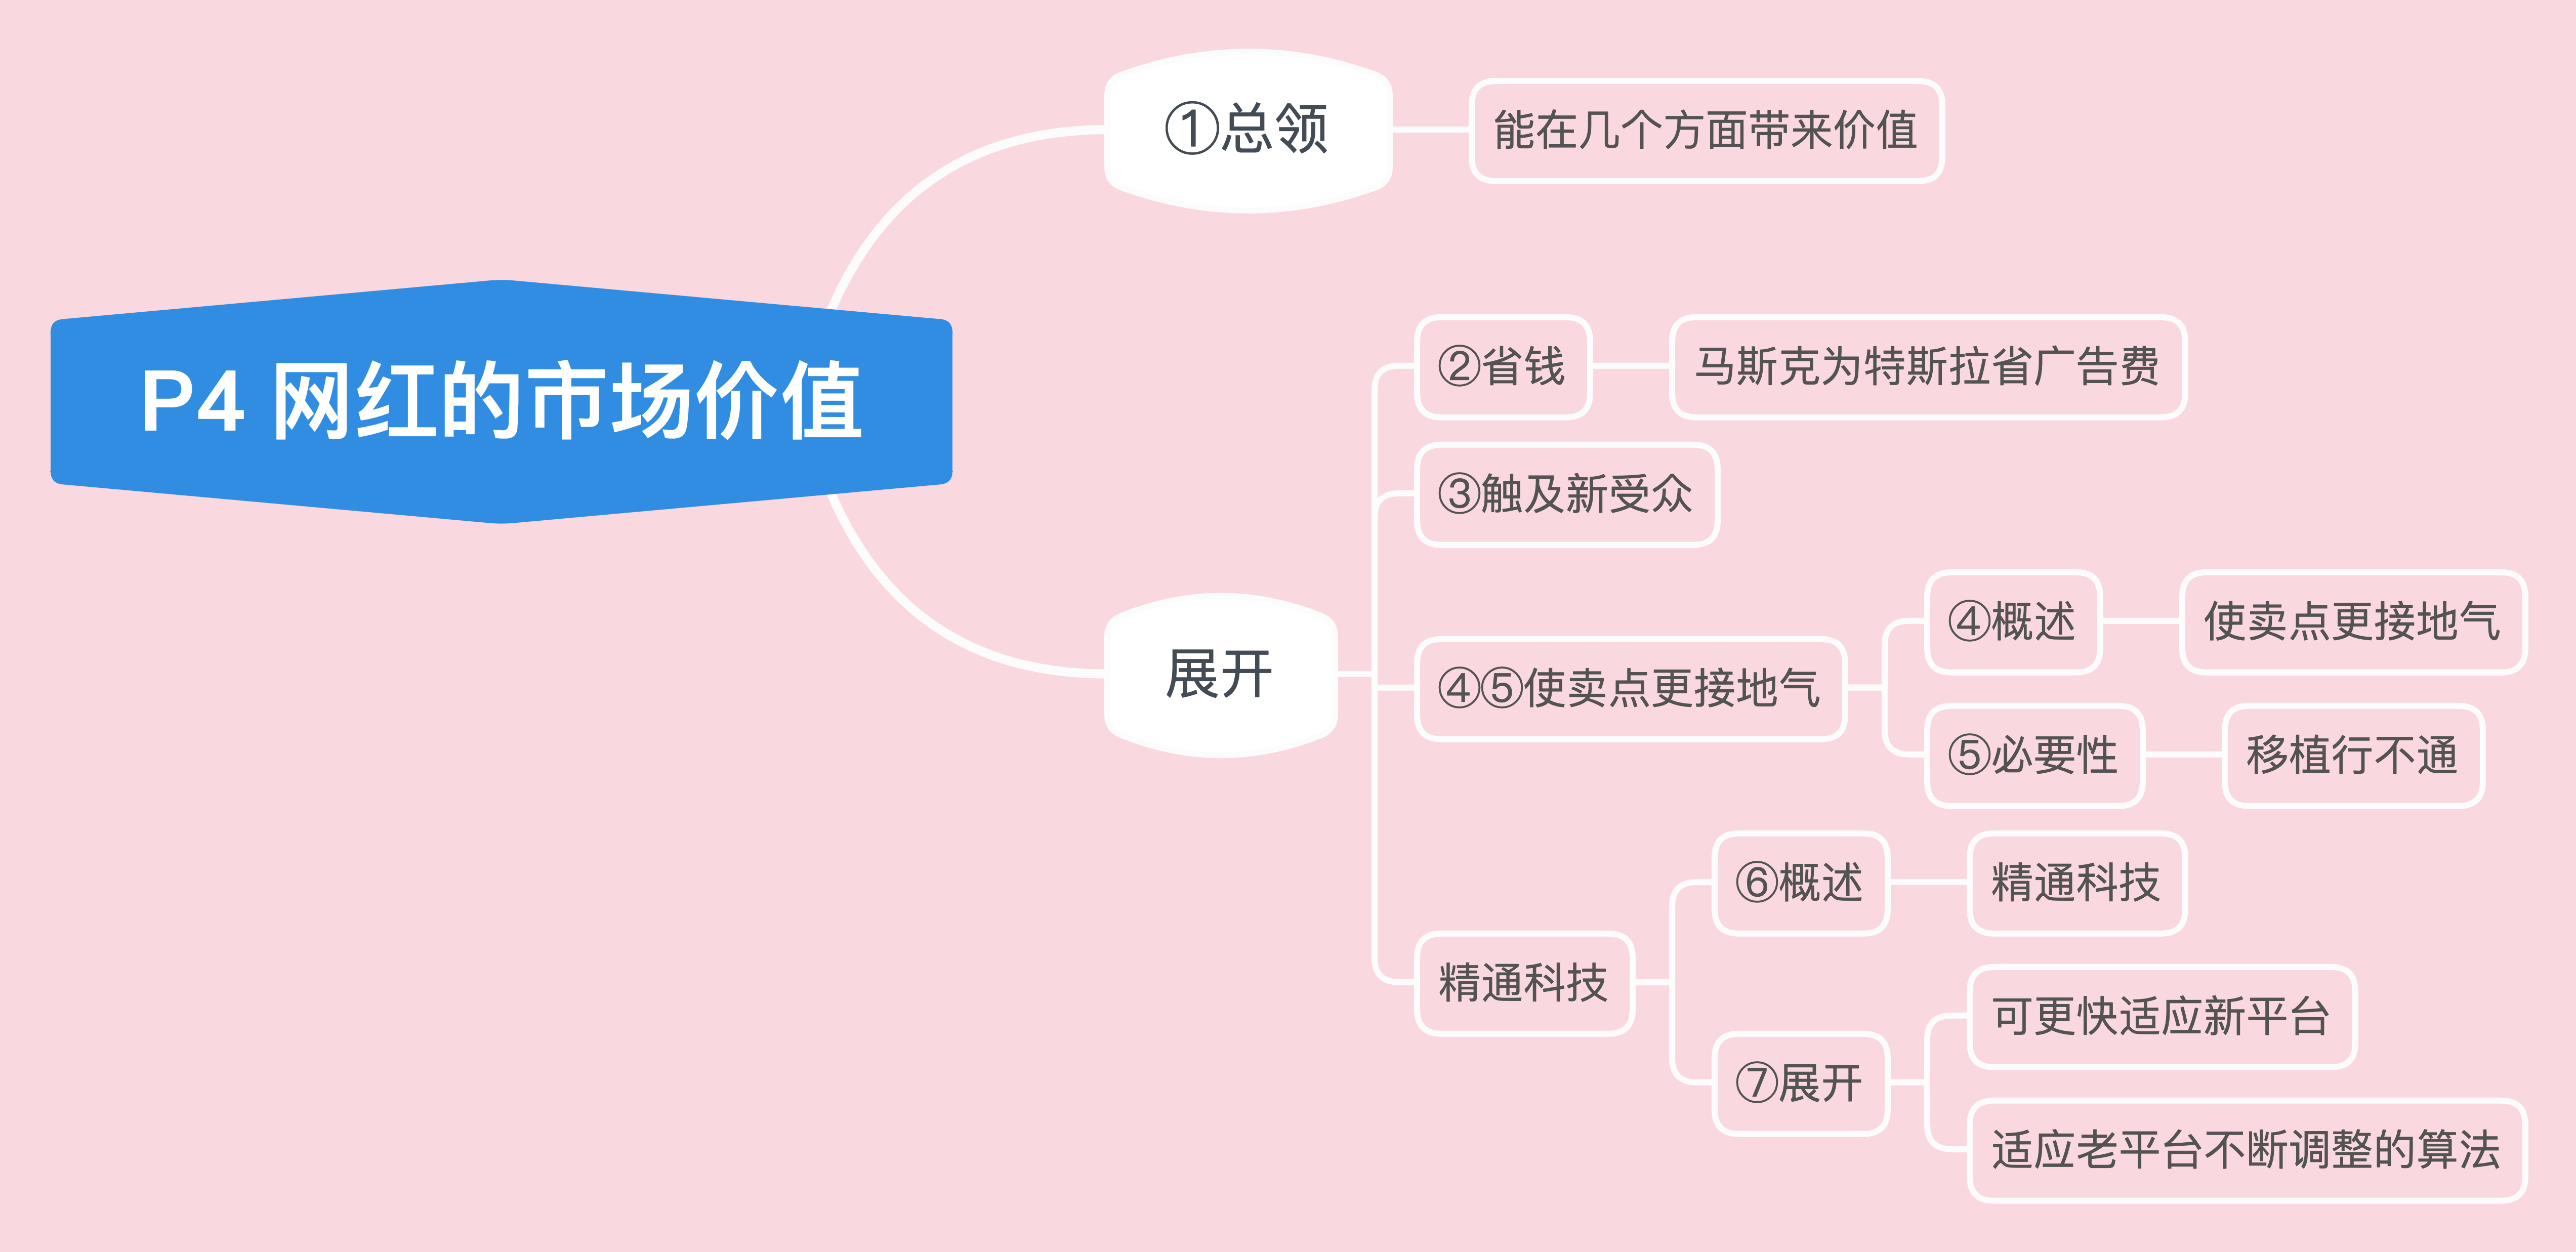 P4 网红的市场价值
①总领
能在几个方面带来价值
展开
②省钱
马斯克为特斯拉省广告费
③触及新受众
④⑤使卖点更接地气
④概述
使卖点更接地气
⑤必要性
移植行不通
精通科技
⑥概述
精通科技
⑦展开
可更快适应新平台
适应老平台不断调整的算法